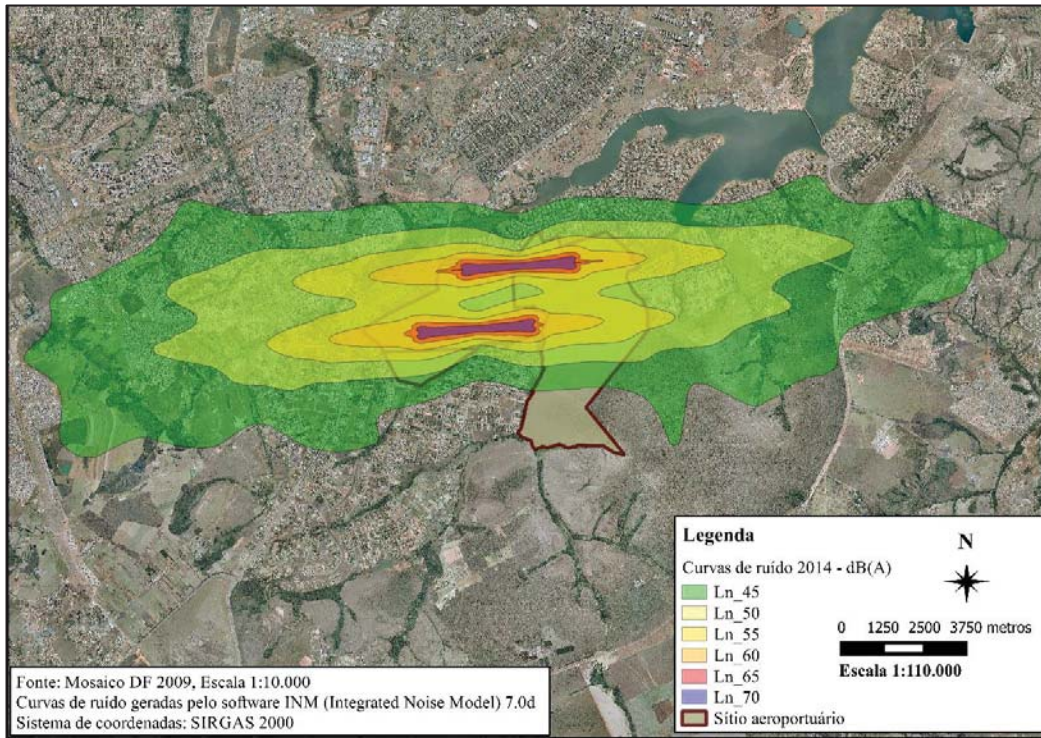 Legenda
Curvas de ruído 2014 - dB(A)
Ln_45
Ln_50
Ln_55
Ln_60
Ln_65
Ln_70
Sítio aeroportuário
N
0 1250 2500 3750 metros
Escala 1:110.000
Fonte: Mosaico DF 2009, Escala 1:10.000
Curvas de ruído geradas pelo software INM (Integrated Noise Model) 7.0d
Sistema de coordenadas: SIRGAS 2000